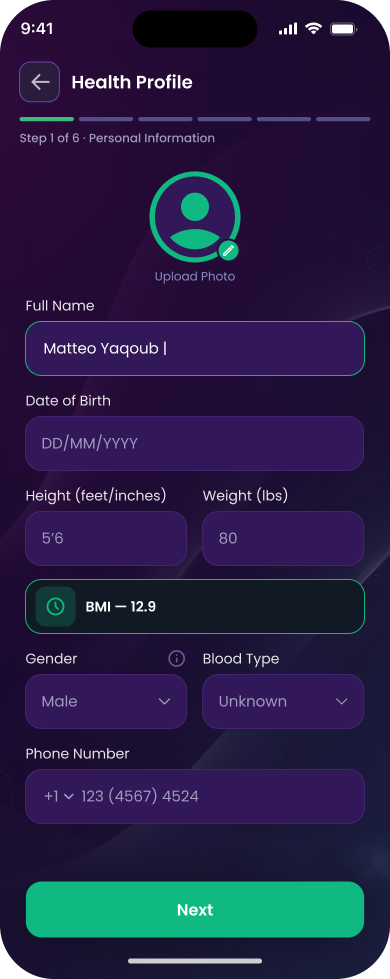 9:41
Health Profile
Step 1 of 6 · Personal Information
Upload Photo
Full Name
Matteo Yaqoub |
Date of Birth
DD/MM/YYYY
Height (feet/inches) Weight (lbs)
5’6 80
BMI — 12.9
Gender Blood Type
Male Unknown
Phone Number
+1 123 (4567) 4524
Next